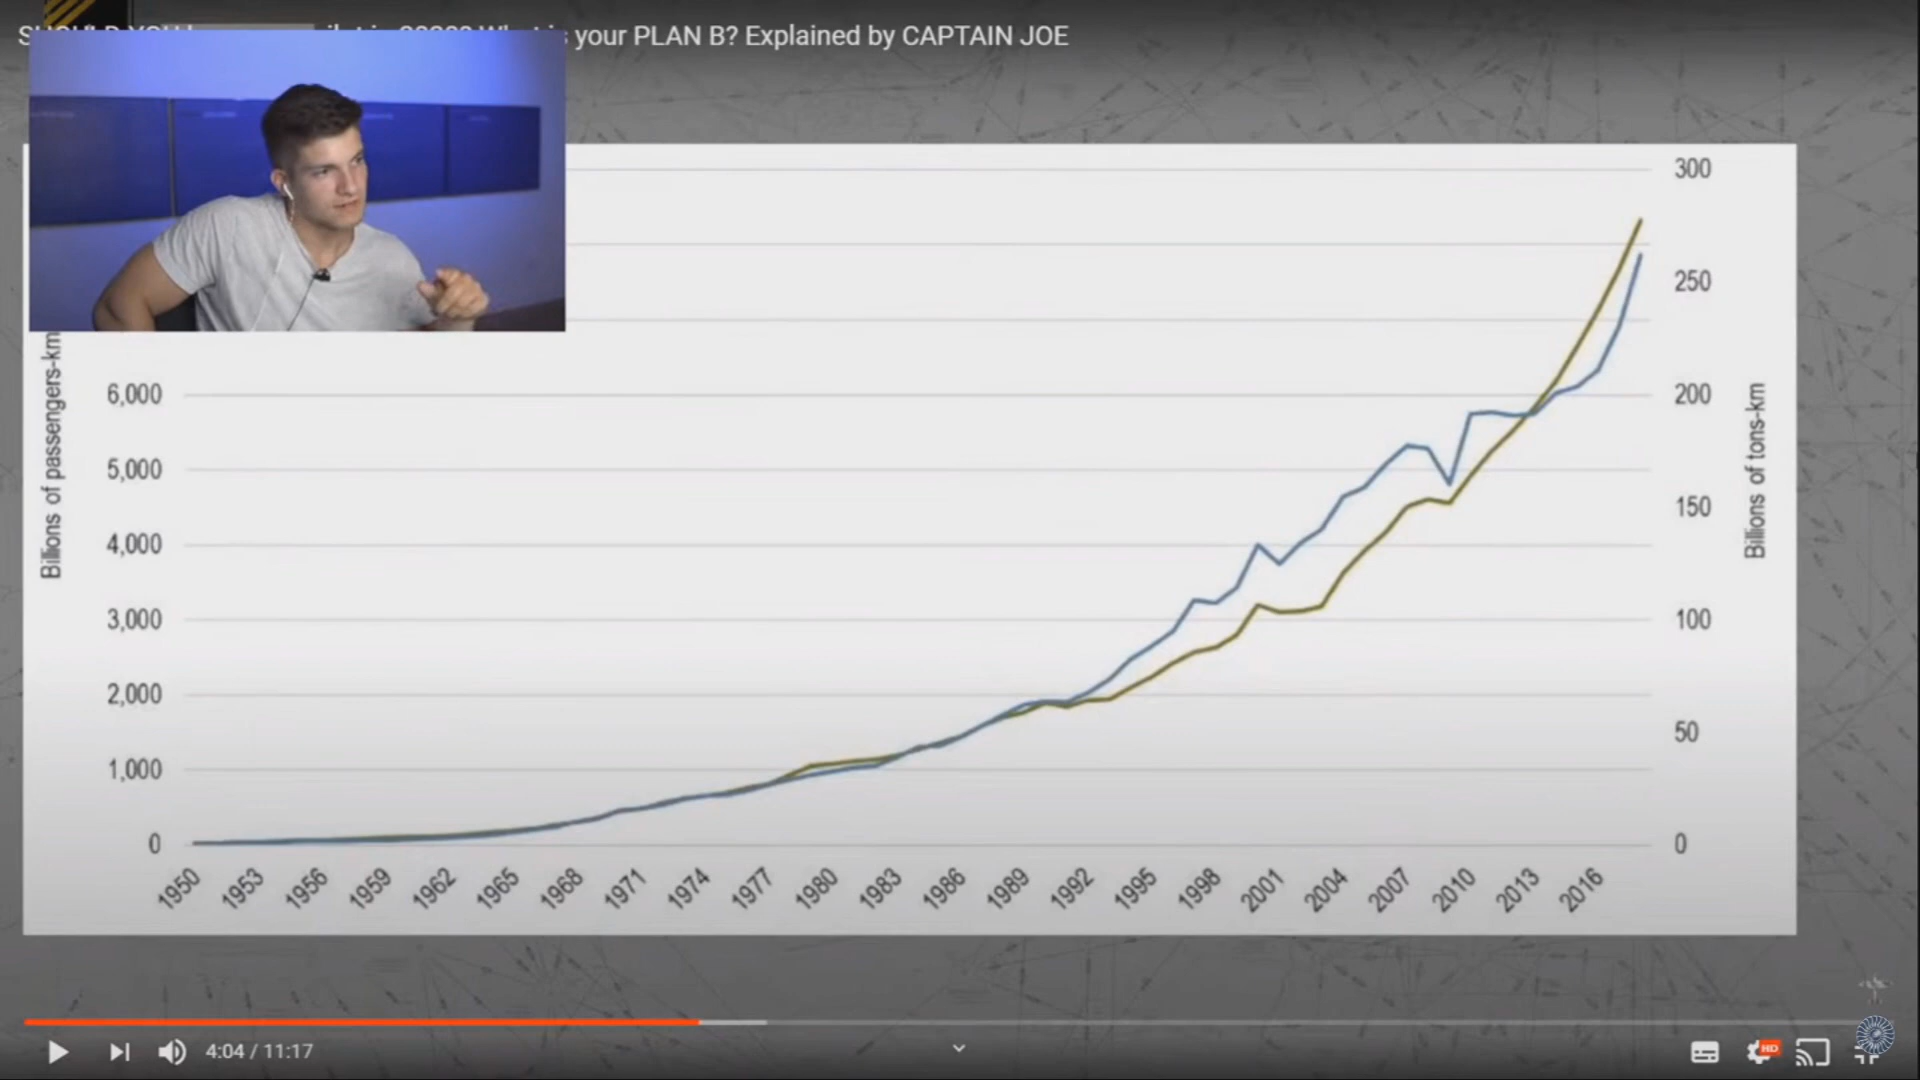 your PLAN B? Explained by CAPTAIN JOE
300
250
200
150
100
50
0
Billions of tons-km
Billions of passengers-km
6,000
5,000
4,000
3,000
2,000
1,000
0
1950 1953 1956 1959 1962 1965 1968 1971 1974 1977 1980 1983 1986 1989 1992 1995 1998 2001 2004 2007 2010 2013 2016
4:04 / 11:17
HD